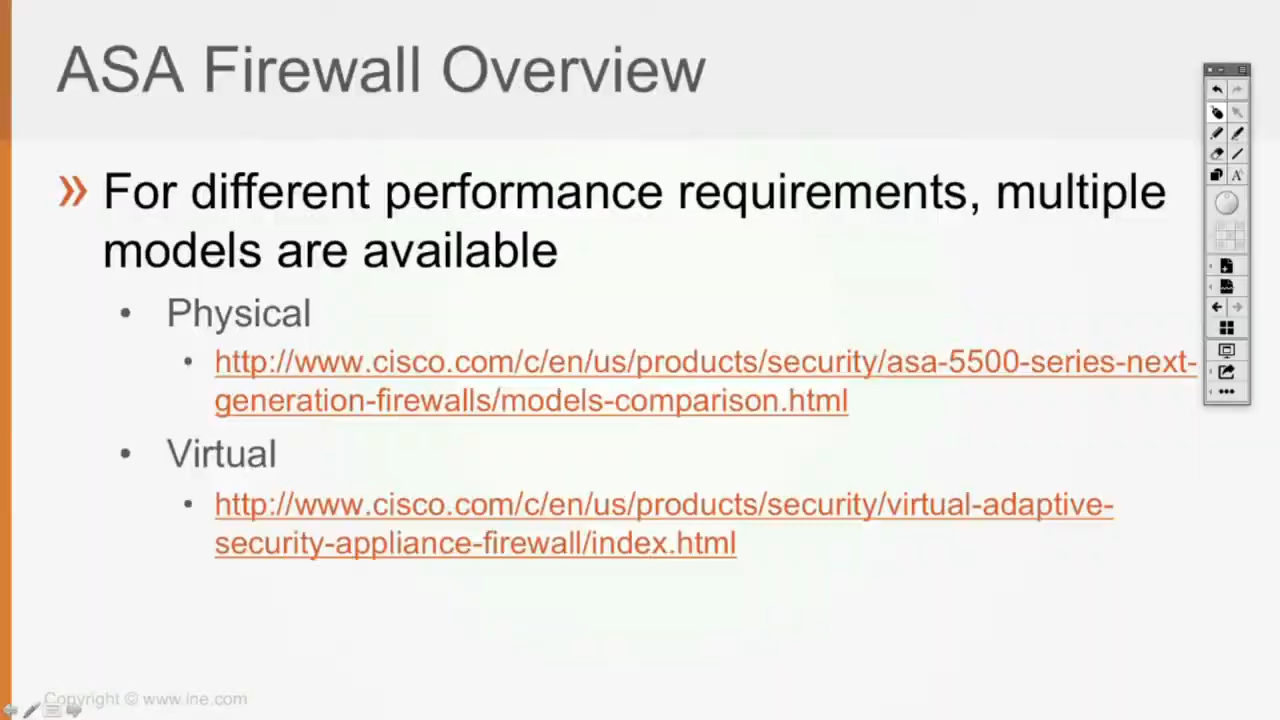 ASA Firewall Overview
» For different performance requirements, multiple
models are available
• Physical
• http://www.cisco.com/c/en/us/products/security/asa-5500-series-next-
generation-firewalls/models-comparison.html
• Virtual
• http://www.cisco.com/c/en/us/products/security/virtual-adaptive-
security-appliance-firewall/index.html
Copyright © www.ine.com